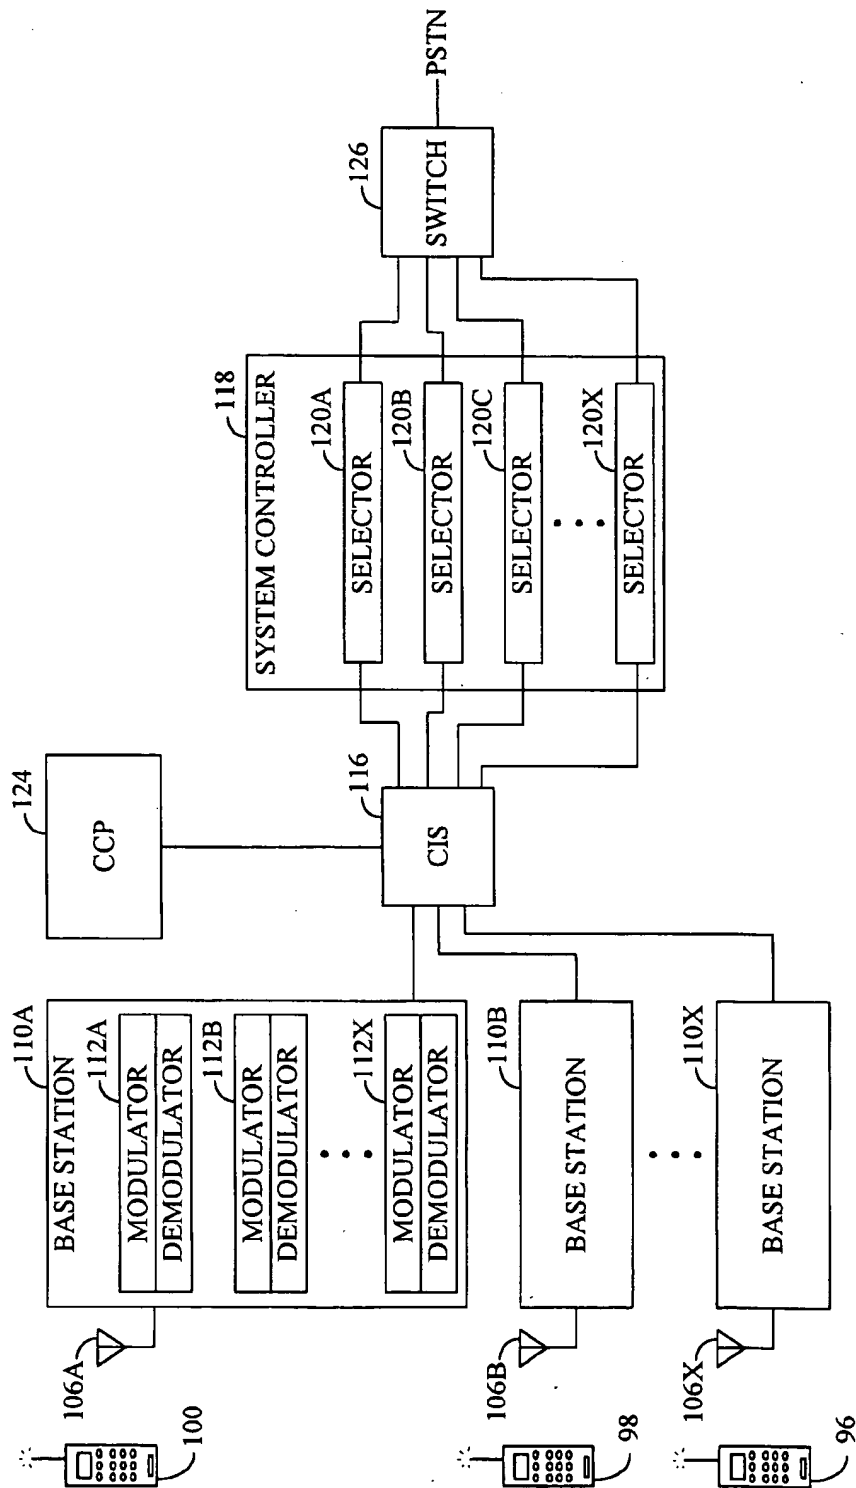 100
106A
BASE STATION
110A
112A
MODULATOR
DEMODULATOR
112B
MODULATOR
DEMODULATOR
112X
MODULATOR
DEMODULATOR
98
106B
110B
BASE STATION
96
106X
110X
BASE STATION
124
CCP
116
CIS
118
SYSTEM CONTROLLER
120A
SELECTOR
120B
SELECTOR
120C
SELECTOR
120X
SELECTOR
126
SWITCH
PSTN